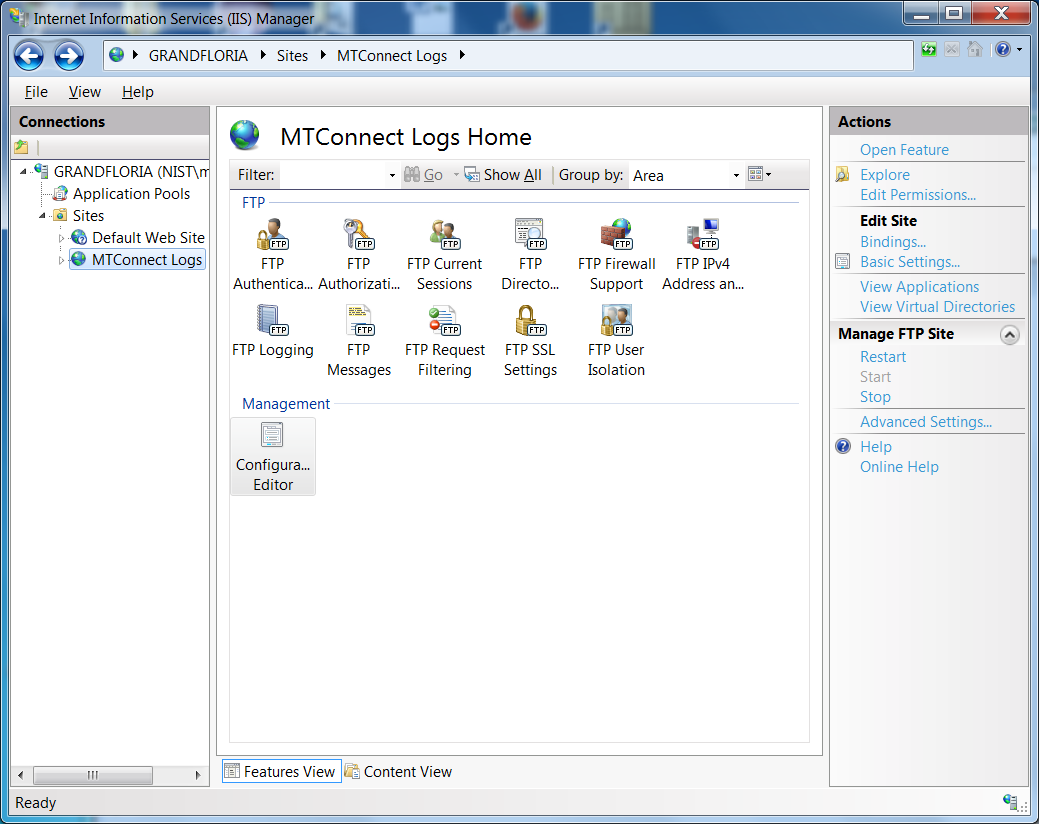 Internet Information Services (IIS) Manager
GRANDFLORIA Sites MTConnect Logs
File View Help
Connections
GRANDFLORIA (NIST\m
Application Pools
Sites
Default Web Site
MTConnect Logs
MTConnect Logs Home
Filter: Go Show All Group by: Area
FTP
FTP Authentica...
FTP Authorizati...
FTP Current Sessions
FTP Directo...
FTP Firewall Support
FTP IPv4 Address an...
FTP Logging
FTP Messages
FTP Request Filtering
FTP SSL Settings
FTP User Isolation
Management
Configura...
Editor
Features View Content View
Actions
Open Feature
Explore
Edit Permissions...
Edit Site
Bindings...
Basic Settings...
View Applications
View Virtual Directories
Manage FTP Site
Restart
Start
Stop
Advanced Settings...
Help
Online Help
Ready